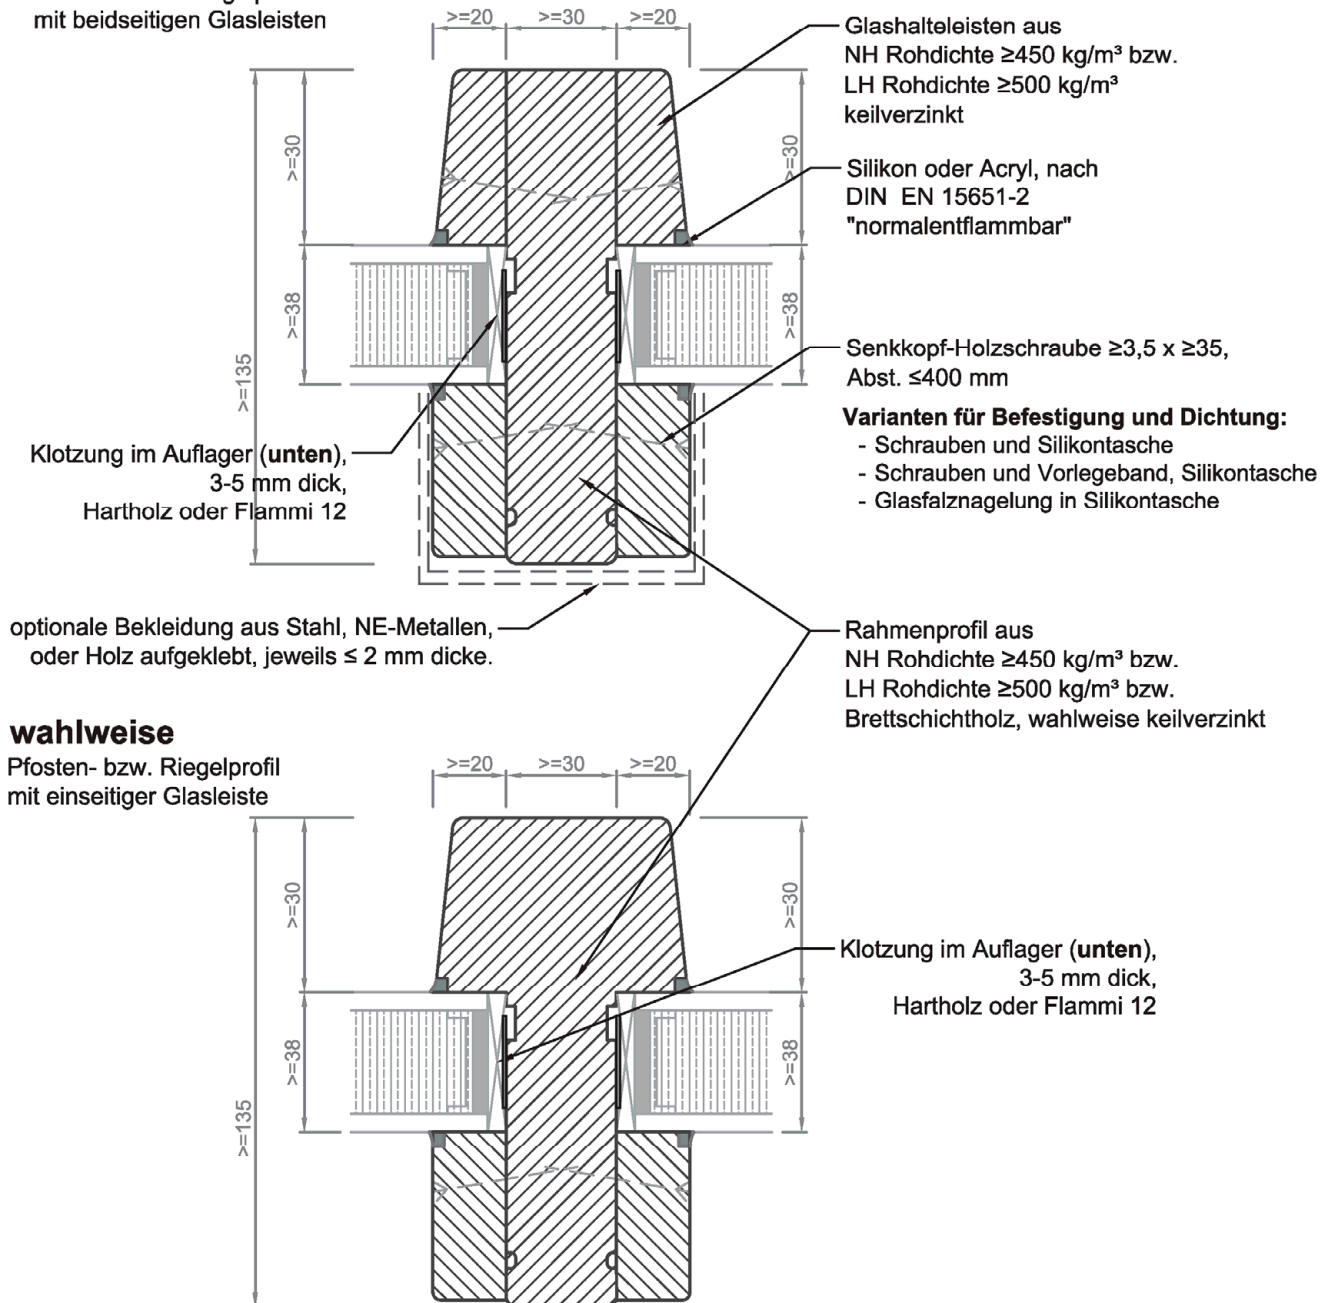 mit beidseitigen Glasleisten
>=20
>=30
>=20
Glashalteleisten aus
NH Rohdichte ≥450 kg/m³ bzw.
LH Rohdichte ≥500 kg/m³
keilverzinkt
>=30
>=30
Silikon oder Acryl, nach
DIN EN 15651-2
"normalentflammbar"
>=38
>=38
>=135
Senkkopf-Holzschraube ≥3,5 x ≥35,
Abst. ≤400 mm
Varianten für Befestigung und Dichtung:
- Schrauben und Silikontasche
- Schrauben und Vorlegeband, Silikontasche
- Glasfalznagelung in Silikontasche
Klotzung im Auflager (unten),
3-5 mm dick,
Hartholz oder Flammi 12
optionale Bekleidung aus Stahl, NE-Metallen,
oder Holz aufgeklebt, jeweils ≤ 2 mm dicke.
Rahmenprofil aus
NH Rohdichte ≥450 kg/m³ bzw.
LH Rohdichte ≥500 kg/m³ bzw.
Brettschichtholz, wahlweise keilverzinkt
wahlweise
Pfosten- bzw. Riegelprofil
mit einseitiger Glasleiste
>=20
>=30
>=20
>=30
>=30
Klotzung im Auflager (unten),
3-5 mm dick,
Hartholz oder Flammi 12
>=38
>=38
>=135